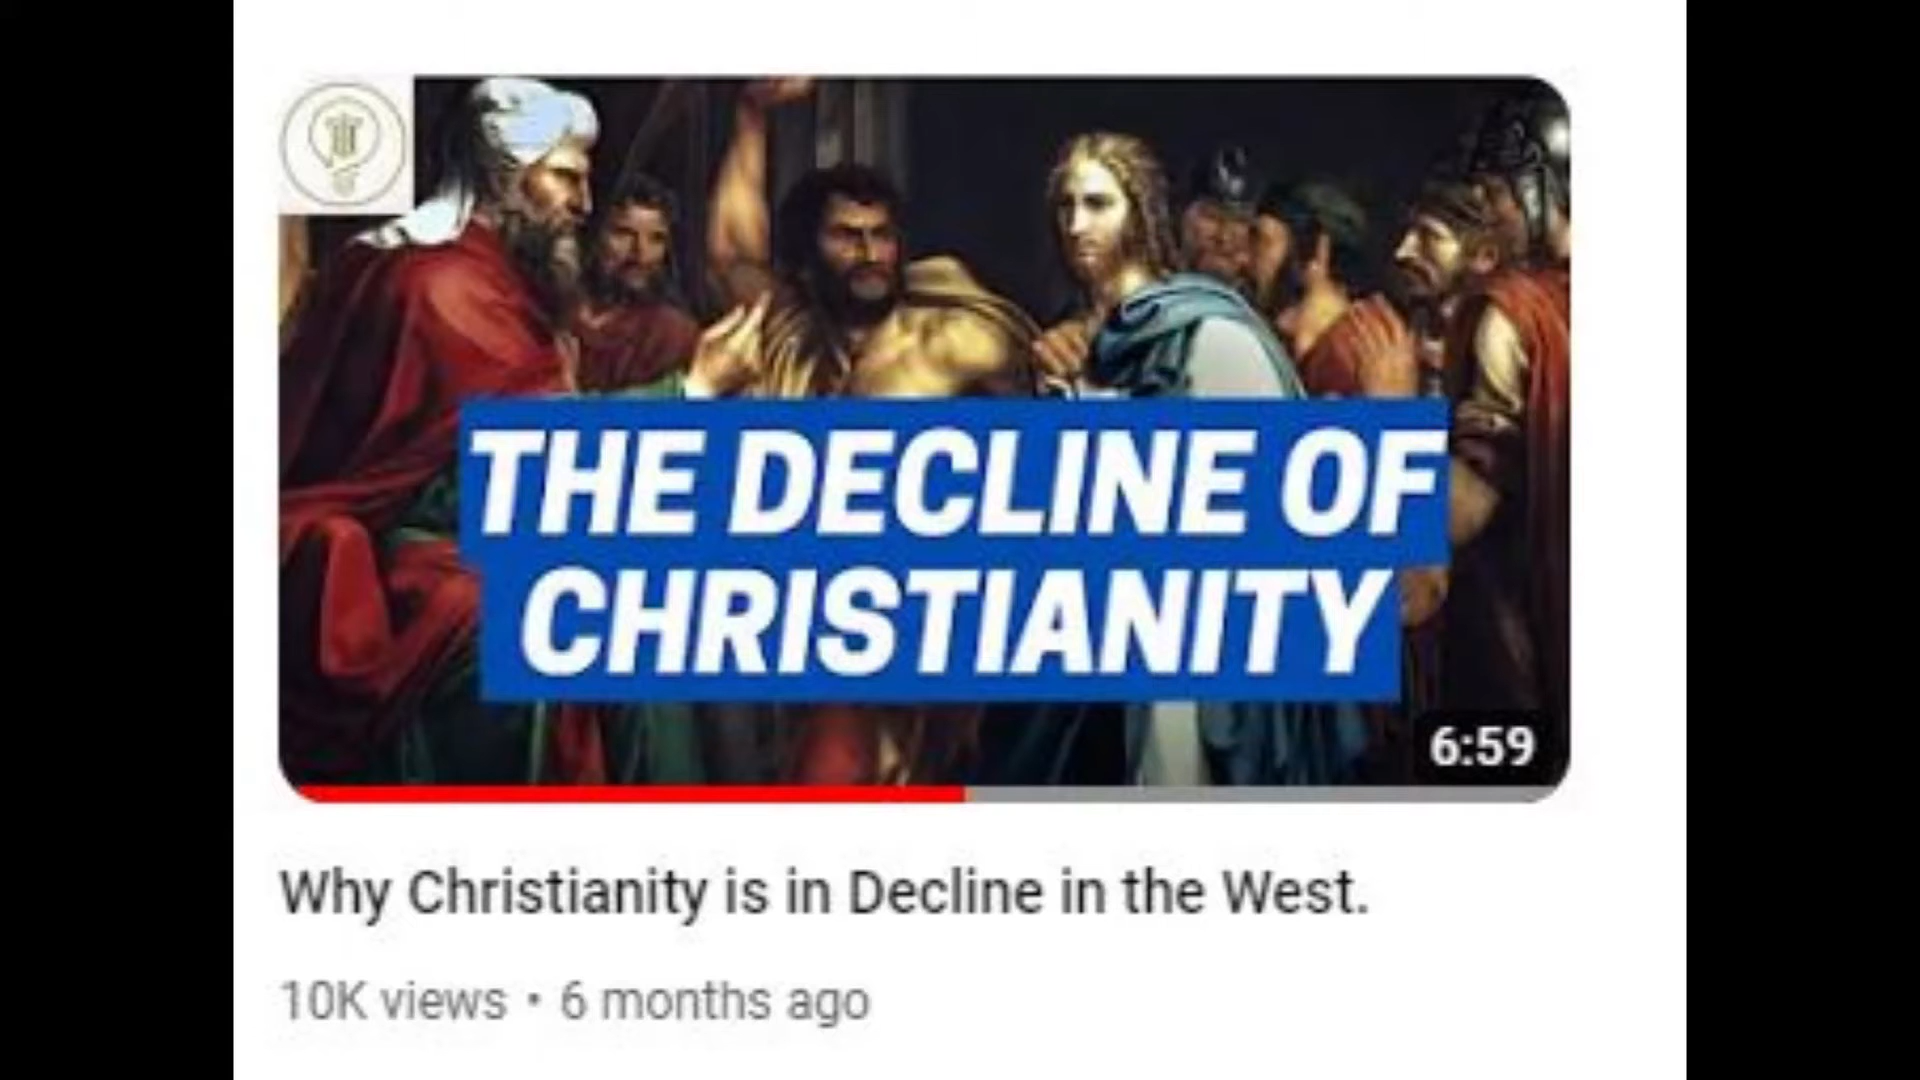 THE DECLINE OF
CHRISTIANITY
6:59
Why Christianity is in Decline in the West.
10K views • 6 months ago